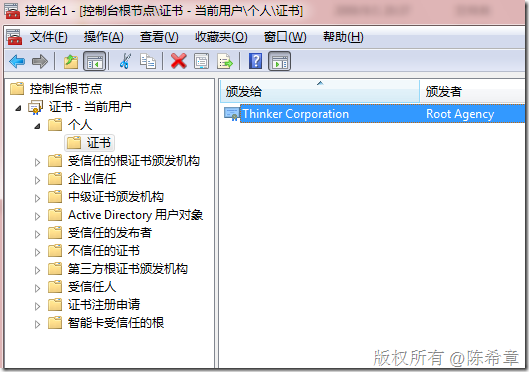 控制台1 - [控制台根节点\证书 - 当前用户\个人\证书]
文件(F) 操作(A) 查看(V) 收藏夹(O) 窗口(W) 帮助(H)
控制台根节点
证书 - 当前用户
个人
证书
受信任的根证书颁发机构
企业信任
中级证书颁发机构
Active Directory 用户对象
受信任的发布者
不信任的证书
第三方根证书颁发机构
受信任人
证书注册申请
智能卡受信任的根
颁发给 颁发者
Thinker Corporation Root Agency
版权所有 @陈希章